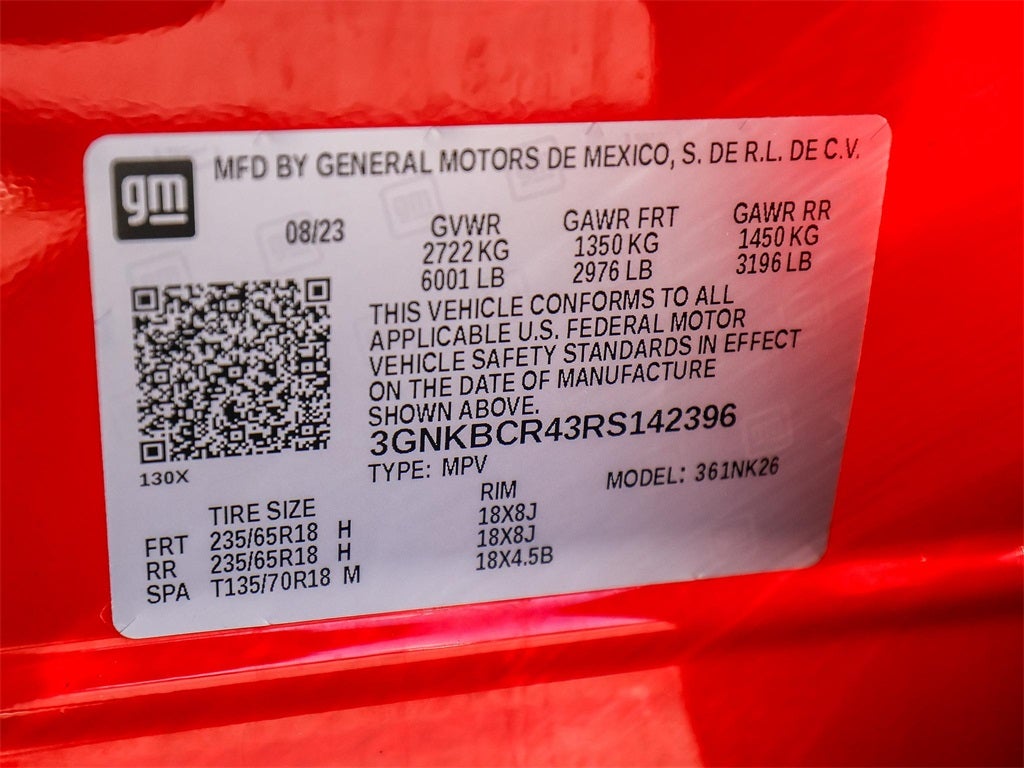 gm
MFD BY GENERAL MOTORS DE MEXICO, S. DE R.L. DE C.V.
08/23 GVWR GAWR FRT GAWR RR
2722 KG 1350 KG 1450 KG
6001 LB 2976 LB 3196 LB
THIS VEHICLE CONFORMS TO ALL
APPLICABLE U.S. FEDERAL MOTOR
VEHICLE SAFETY STANDARDS IN EFFECT
ON THE DATE OF MANUFACTURE
SHOWN ABOVE.
3GNKBCR43RS142396
130X
TYPE: MPV MODEL: 361NK26
TIRE SIZE RIM
FRT 235/65R18 H 18X8J
RR 235/65R18 H 18X8J
SPA T135/70R18 M 18X4.5B